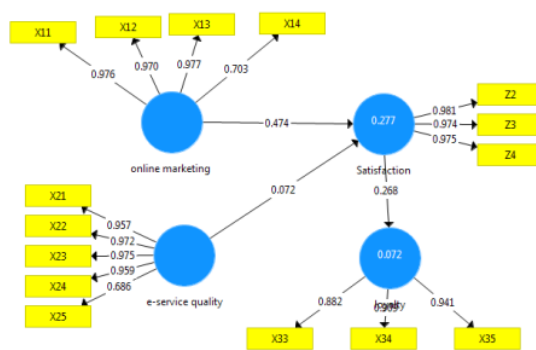 X11
X12
X13
X14
0.976
0.970
0.977
0.703
online marketing
0.474
0.277
Satisfaction
0.981
0.974
0.975
Z2
Z3
Z4
0.072
0.268
X21
X22
X23
X24
X25
0.957
0.972
0.975
0.959
0.686
e-service quality
0.072
0.882
0.941
X33
X34
X35